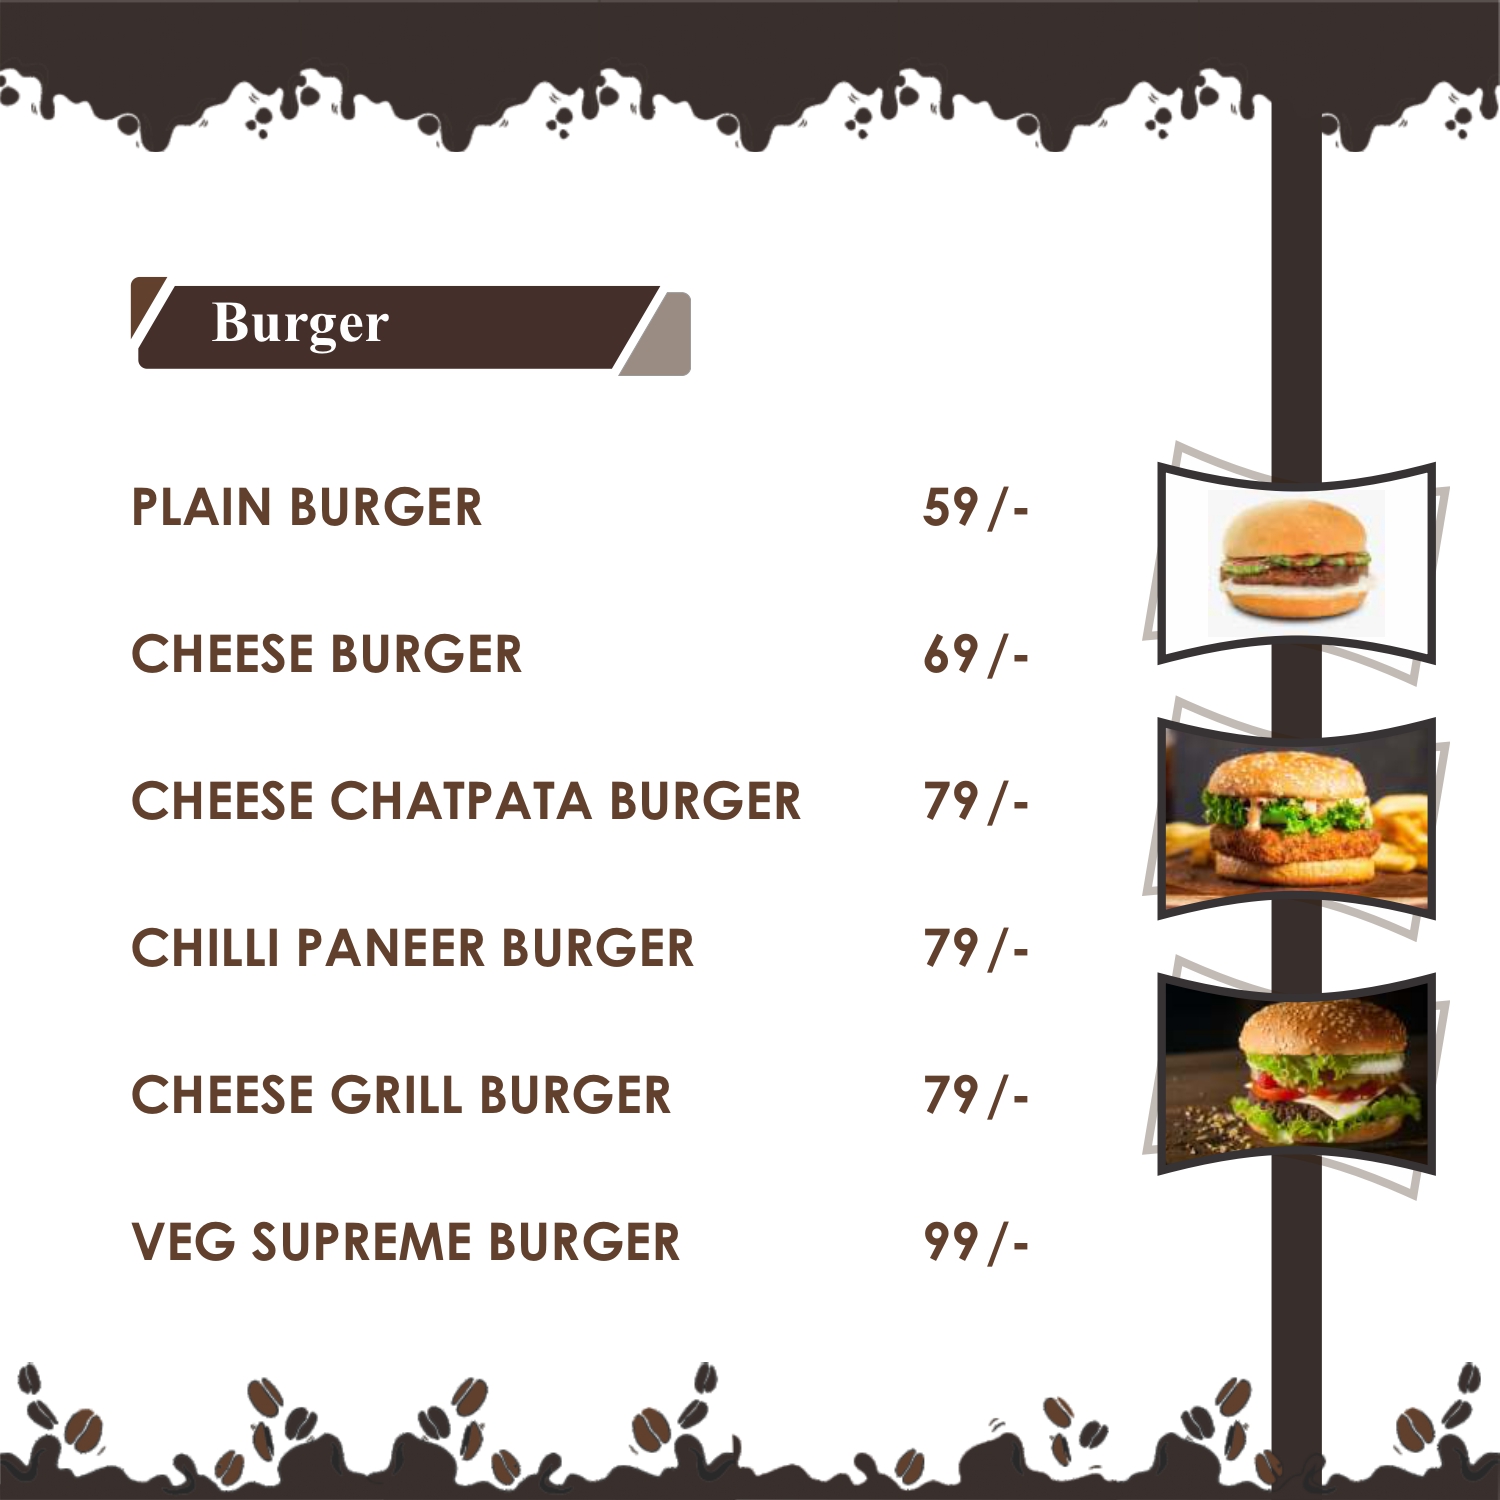 Burger
PLAIN BURGER 59/-
CHEESE BURGER 69/-
CHEESE CHATPATA BURGER 79/-
CHILLI PANEER BURGER 79/-
CHEESE GRILL BURGER 79/-
VEG SUPREME BURGER 99/-